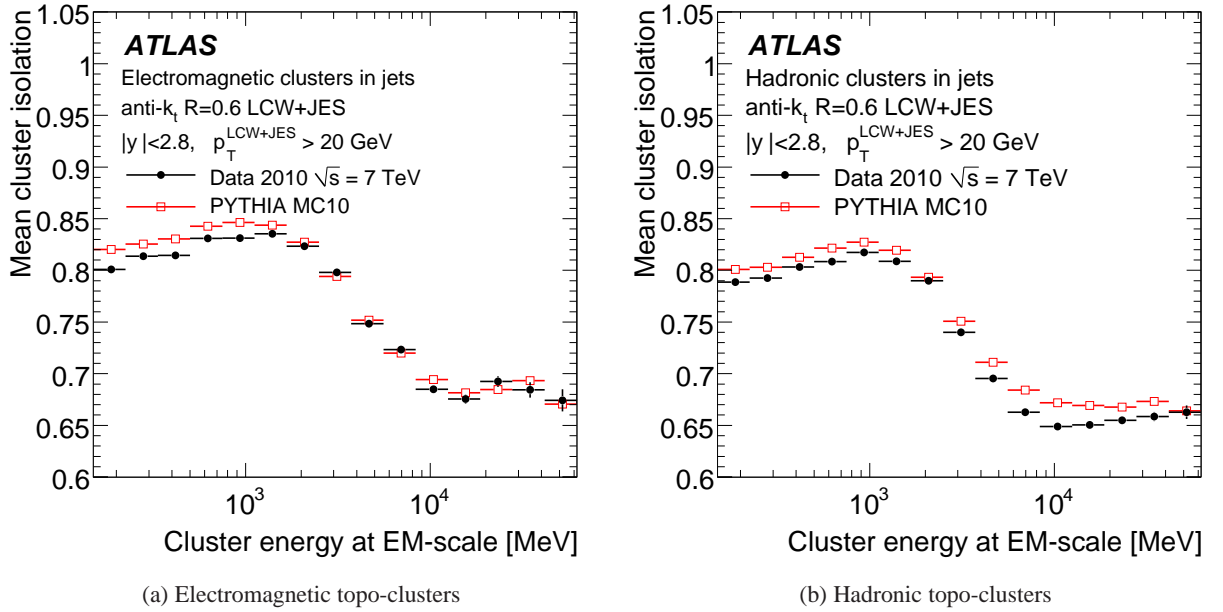 Mean cluster isolation
1.05
1
0.95
0.9
0.85
0.8
0.75
0.7
0.65
0.6
ATLAS
Electromagnetic clusters in jets
anti-k_t R=0.6 LCW+JES
|y|<2.8, p_T^{LCW+JES} > 20 GeV
Data 2010 √s = 7 TeV
PYTHIA MC10
10^3
10^4
Cluster energy at EM-scale [MeV]
(a) Electromagnetic topo-clusters
Mean cluster isolation
1.05
1
0.95
0.9
0.85
0.8
0.75
0.7
0.65
0.6
ATLAS
Hadronic clusters in jets
anti-k_t R=0.6 LCW+JES
|y|<2.8, p_T^{LCW+JES} > 20 GeV
Data 2010 √s = 7 TeV
PYTHIA MC10
10^3
10^4
Cluster energy at EM-scale [MeV]
(b) Hadronic topo-clusters